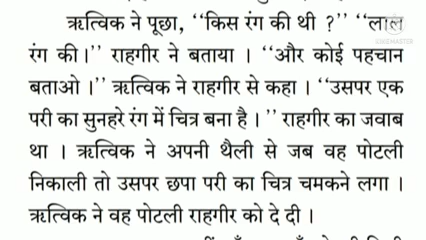 ऋत्विक ने पूछा, ‘‘किस रंग की थी ?’’ ‘‘लाल
रंग की।’’ राहगीर ने बताया । ‘‘और कोई पहचान
बताओ ।’’ ऋत्विक ने राहगीर से कहा । ‘‘उसपर एक
परी का सुनहरे रंग में चित्र बना है । ’’ राहगीर का जवाब
था । ऋत्विक ने अपनी थैली से जब वह पोटली
निकाली तो उसपर छपा परी का चित्र चमकने लगा ।
ऋत्विक ने वह पोटली राहगीर को दे दी ।